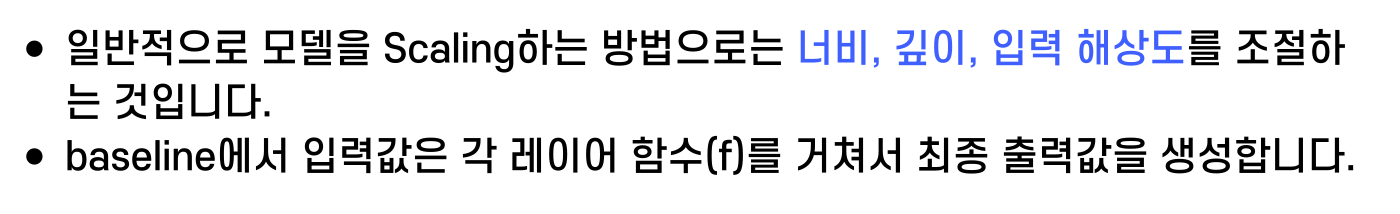 • 일반적으로 모델을 Scaling하는 방법으로는 너비, 깊이, 입력 해상도를 조절하
는 것입니다.
• baseline에서 입력값은 각 레이어 함수(f)를 거쳐서 최종 출력값을 생성합니다.